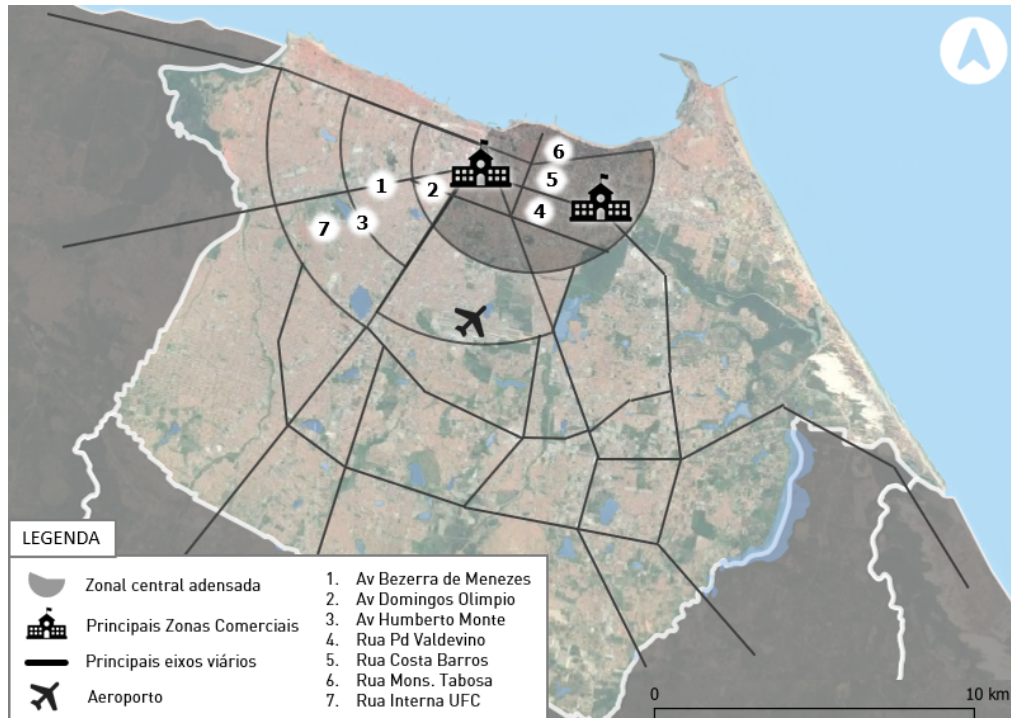 6
5
1
2
4
7
3
LEGENDA
Zonal central adensada
Principais Zonas Comerciais
Principais eixos viários
Aeroporto
1. Av Bezerra de Menezes
2. Av Domingos Olimpio
3. Av Humberto Monte
4. Rua Pd Valdevino
5. Rua Costa Barros
6. Rua Mons. Tabosa
7. Rua Interna UFC
0 10 km